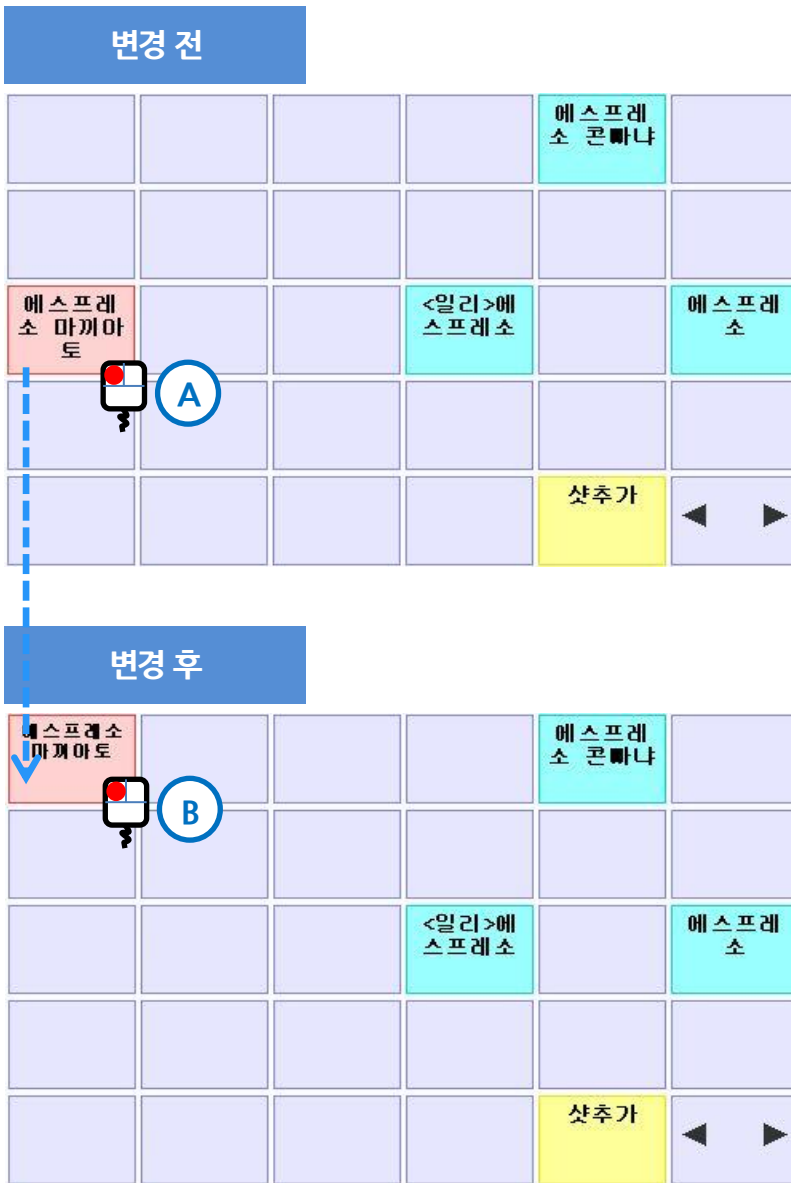 변경 전
에스프레
소 콘빠냐
에스프레
소 마끼아
토
<일리>에
스프레소
에스프레
소
A
샷추가
변경 후
에스프레소
마끼아토
에스프레
소 콘빠냐
B
<일리>에
스프레소
에스프레
소
샷추가